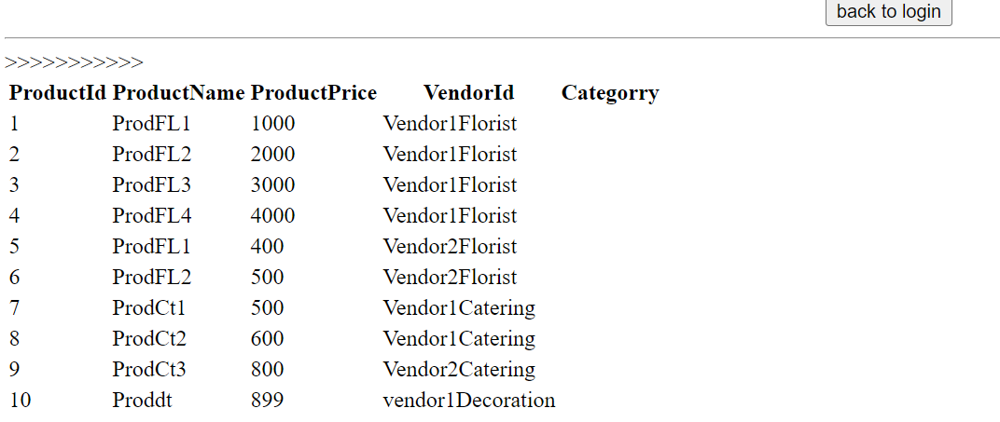 back to login
>>>>>>>>>>>
ProductId ProductName ProductPrice VendorId Categorry
1 ProdFL1 1000 Vendor1Florist
2 ProdFL2 2000 Vendor1Florist
3 ProdFL3 3000 Vendor1Florist
4 ProdFL4 4000 Vendor1Florist
5 ProdFL1 400 Vendor2Florist
6 ProdFL2 500 Vendor2Florist
7 ProdCt1 500 Vendor1Catering
8 ProdCt2 600 Vendor1Catering
9 ProdCt3 800 Vendor2Catering
10 Proddt 899 vendor1Decoration